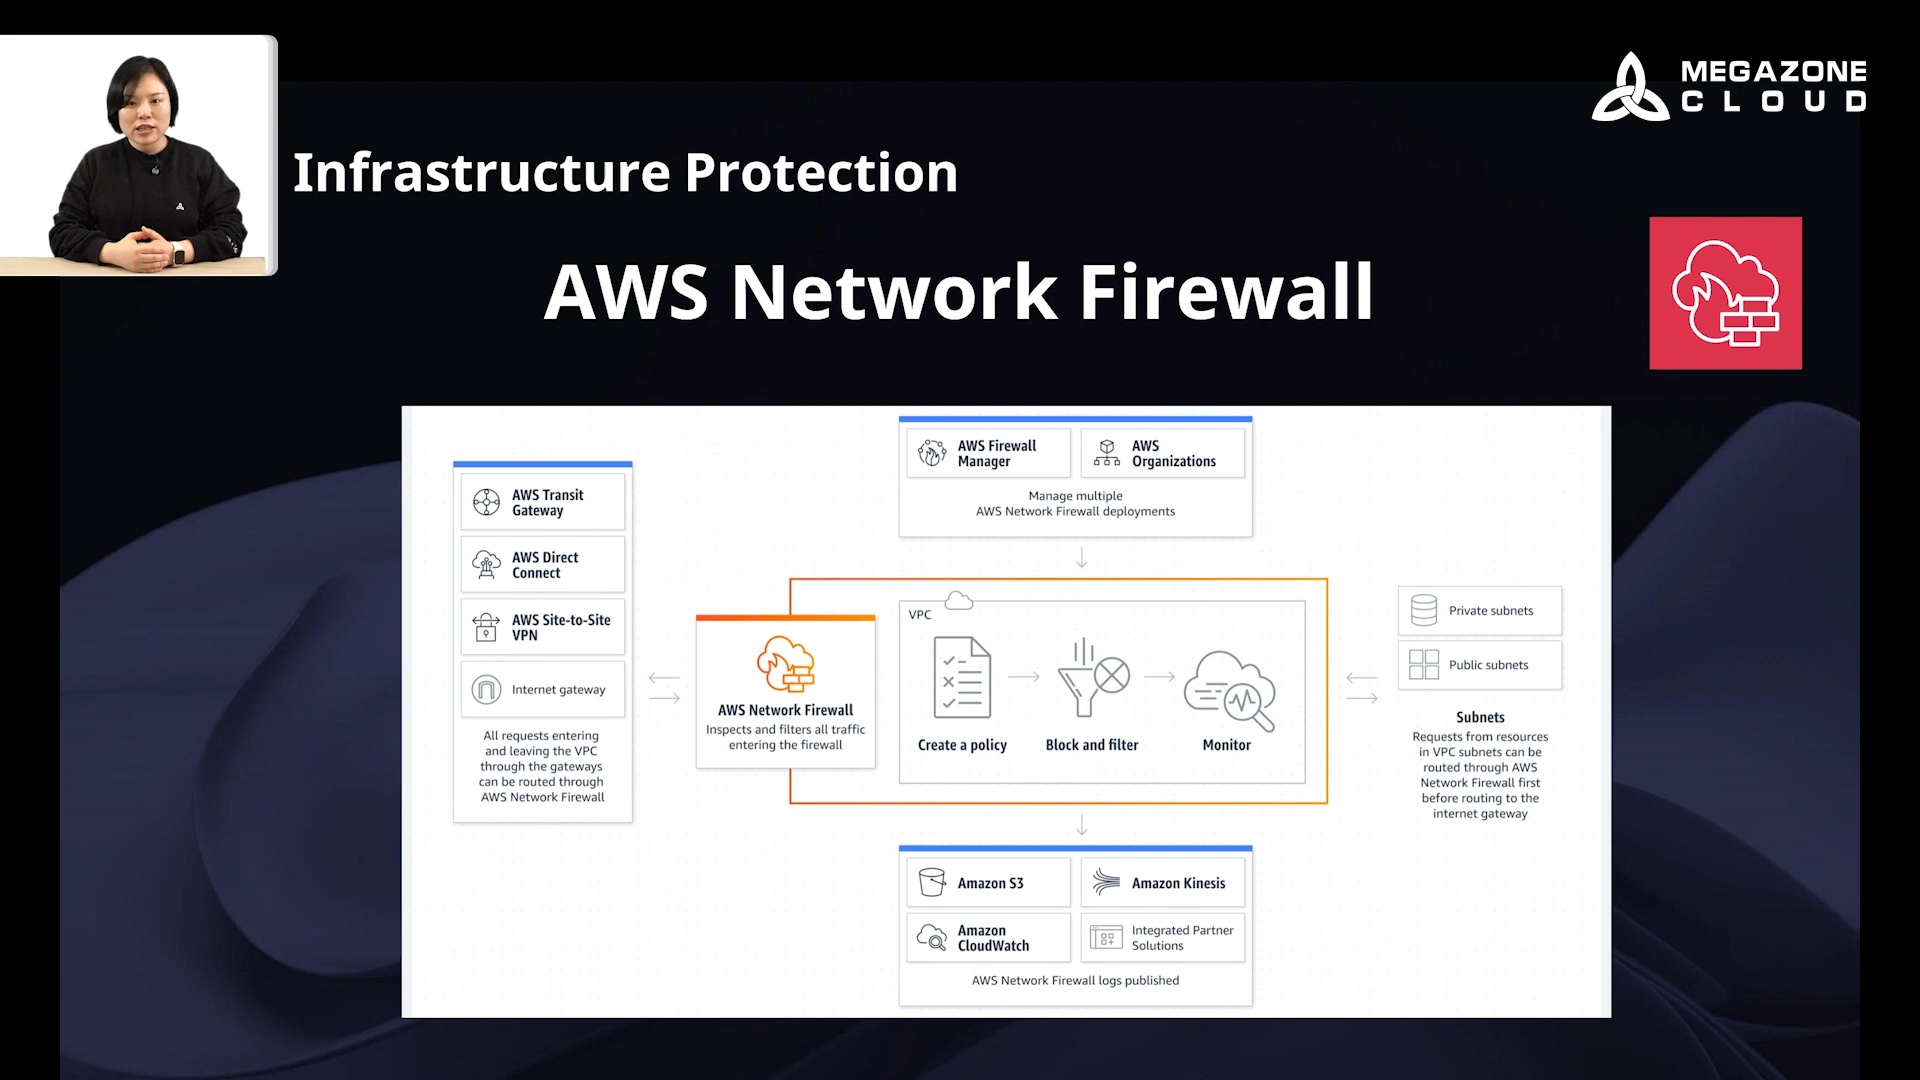 MEGAZONE
CLOUD
Infrastructure Protection
AWS Network Firewall
AWS Firewall
Manager
AWS
Organizations
Manage multiple
AWS Network Firewall deployments
AWS Transit
Gateway
AWS Direct
Connect
AWS Site-to-Site
VPN
Internet gateway
All requests entering
and leaving the VPC
through the gateways
can be routed through
AWS Network Firewall
AWS Network Firewall
Inspects and filters all traffic
entering the firewall
VPC
Create a policy
Block and filter
Monitor
Private subnets
Public subnets
Subnets
Requests from resources
in VPC subnets can be
routed through AWS
Network Firewall first
before routing to the
internet gateway
Amazon S3
Amazon Kinesis
Amazon
CloudWatch
Integrated Partner
Solutions
AWS Network Firewall logs published